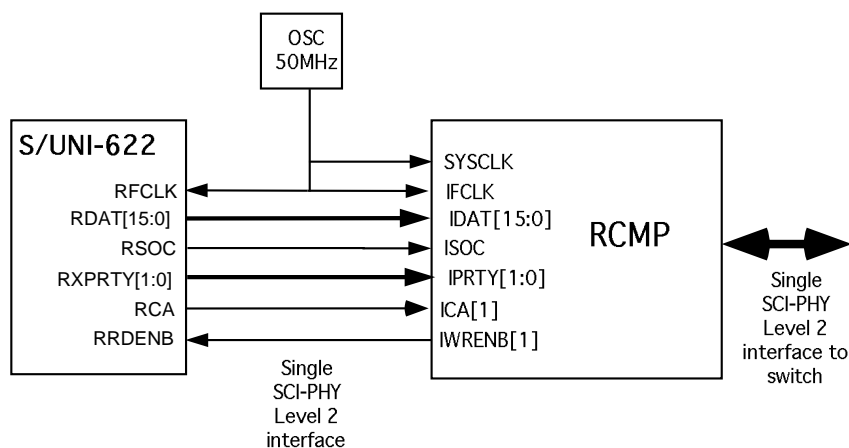 OSC
50MHz
S/UNI-622
RFCLK
RDAT[15:0]
RSOC
RXPRTY[1:0]
RCA
RRDENB
SYSCLK
IFCLK
IDAT[15:0]
ISOC
IPRTY[1:0]
ICA[1]
IWRENB[1]
RCMP
Single
SCI-PHY
Level 2
interface
Single
SCI-PHY
Level 2
interface to
switch